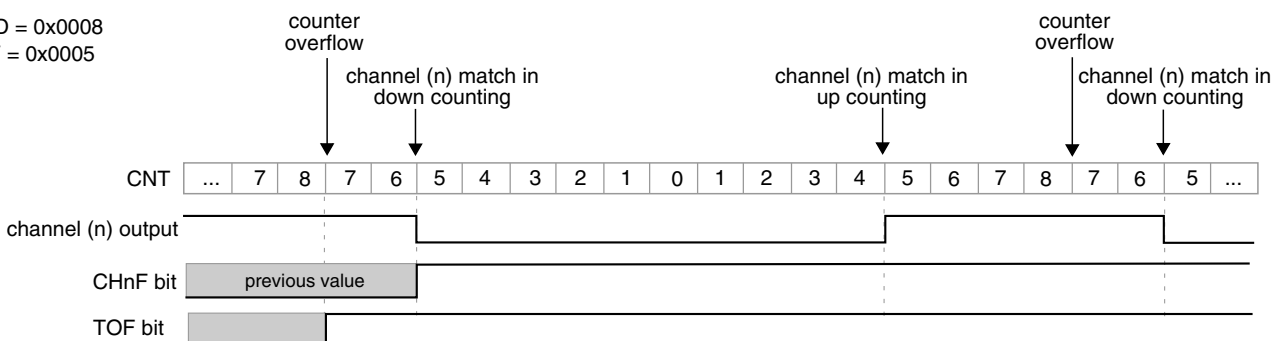 D = 0x0008
= 0x0005
counter
overflow
channel (n) match in
down counting
channel (n) match in
up counting
counter
overflow
channel (n) match in
down counting
CNT ... 7 8 7 6 5 4 3 2 1 0 1 2 3 4 5 6 7 8 7 6 5 ...
channel (n) output
CHnF bit previous value
TOF bit